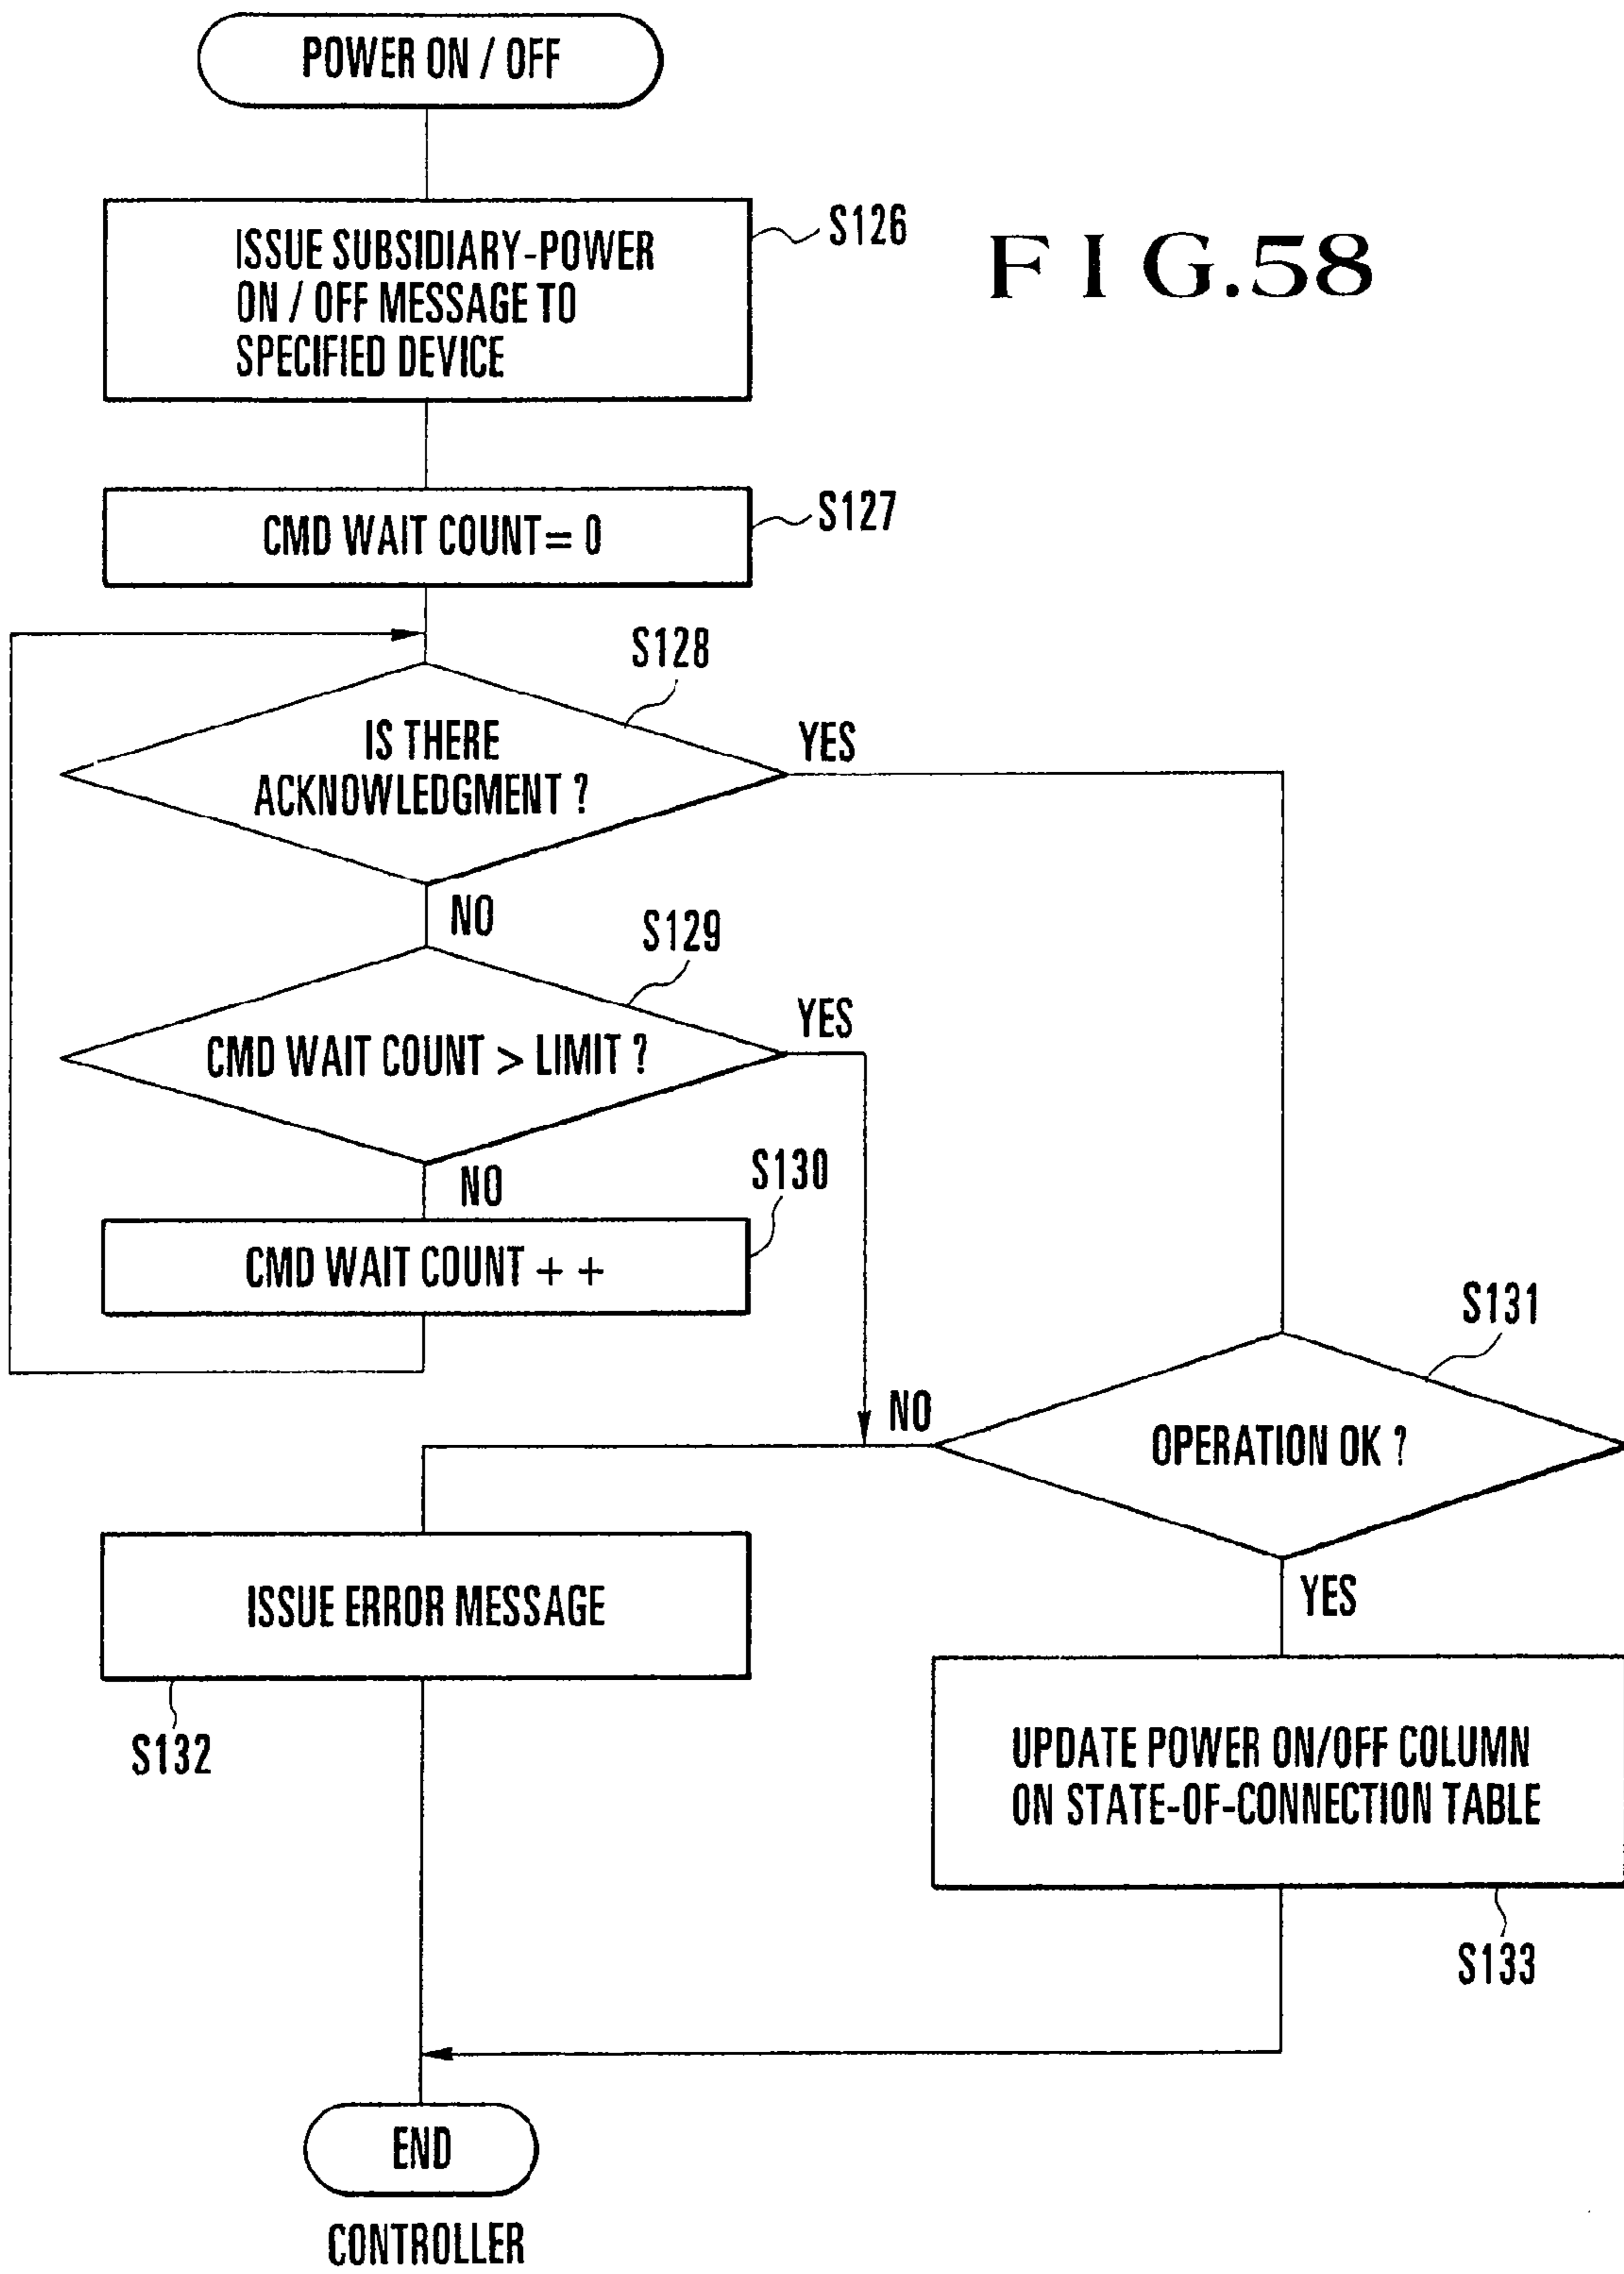 POWER ON / OFF
ISSUE SUBSIDIARY-POWER
ON / OFF MESSAGE TO
SPECIFIED DEVICE
S126
FIG.58
CMD WAIT COUNT= 0
S127
S128
IS THERE
ACKNOWLEDGMENT ?
YES
NO
S129
CMD WAIT COUNT > LIMIT ?
YES
NO
S130
CMD WAIT COUNT + +
S131
NO
OPERATION OK ?
YES
ISSUE ERROR MESSAGE
S132
UPDATE POWER ON/OFF COLUMN
ON STATE-OF-CONNECTION TABLE
S133
END
CONTROLLER